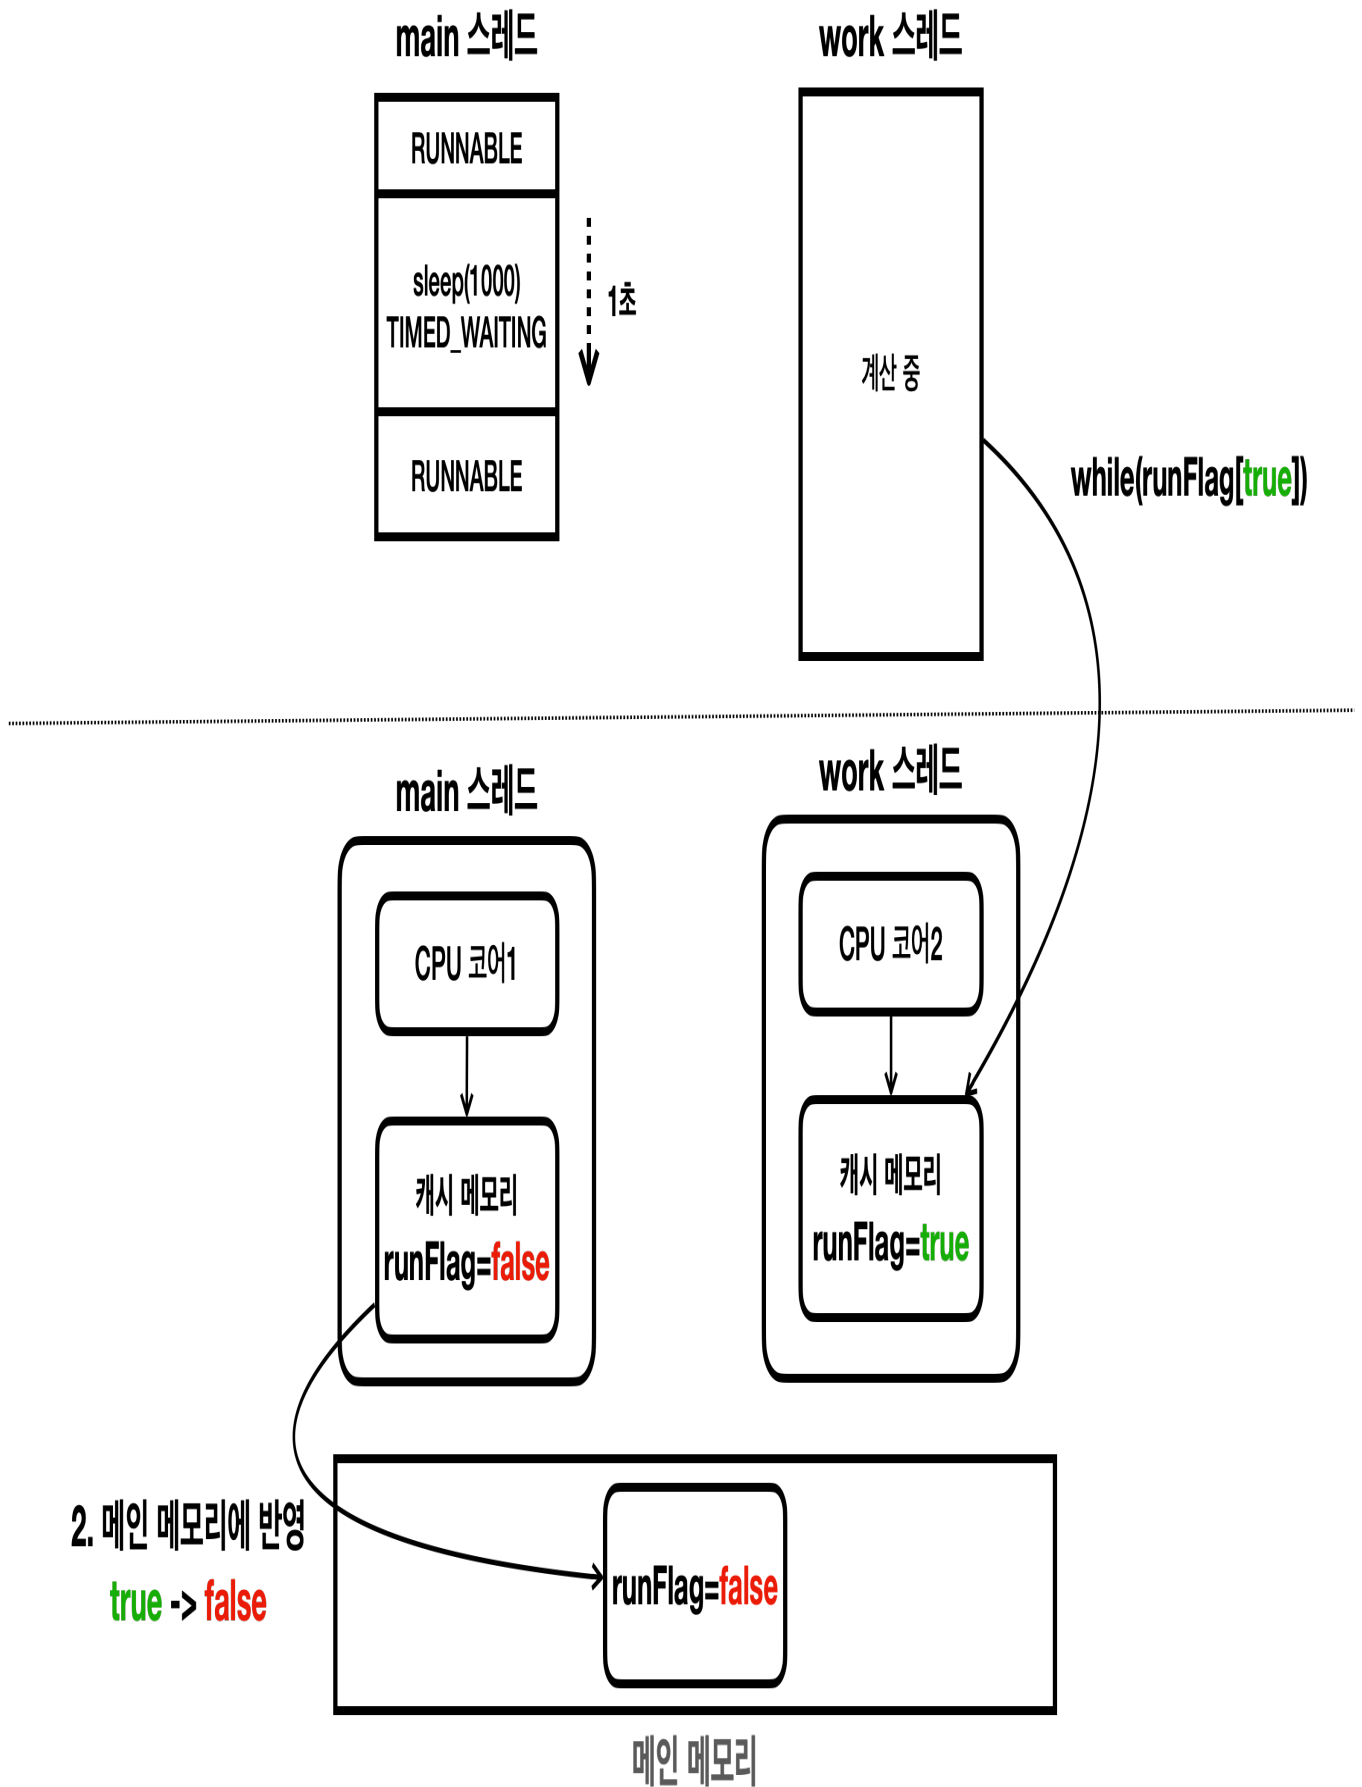 main 스레드
work 스레드
RUNNABLE
sleep(1000)
TIMED_WAITING
1초
RUNNABLE
계산 중
while(runFlag[true])
main 스레드
work 스레드
CPU 코어1
CPU 코어2
캐시 메모리
runFlag=false
캐시 메모리
runFlag=true
2. 메인 메모리에 반영
true -> false
runFlag=false
메인 메모리